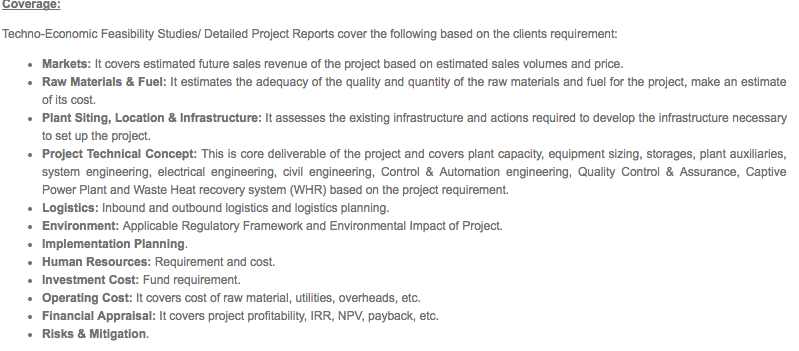 Coverage:
Techno-Economic Feasibility Studies/ Detailed Project Reports cover the following based on the clients requirement:
• Markets: It covers estimated future sales revenue of the project based on estimated sales volumes and price.
• Raw Materials & Fuel: It estimates the adequacy of the quality and quantity of the raw materials and fuel for the project, make an estimate
of its cost.
• Plant Siting, Location & Infrastructure: It assesses the existing infrastructure and actions required to develop the infrastructure necessary
to set up the project.
• Project Technical Concept: This is core deliverable of the project and covers plant capacity, equipment sizing, storages, plant auxiliaries,
system engineering, electrical engineering, civil engineering, Control & Automation engineering, Quality Control & Assurance, Captive
Power Plant and Waste Heat recovery system (WHR) based on the project requirement.
• Logistics: Inbound and outbound logistics and logistics planning.
• Environment: Applicable Regulatory Framework and Environmental Impact of Project.
• Implementation Planning.
• Human Resources: Requirement and cost.
• Investment Cost: Fund requirement.
• Operating Cost: It covers cost of raw material, utilities, overheads, etc.
• Financial Appraisal: It covers project profitability, IRR, NPV, payback, etc.
• Risks & Mitigation.